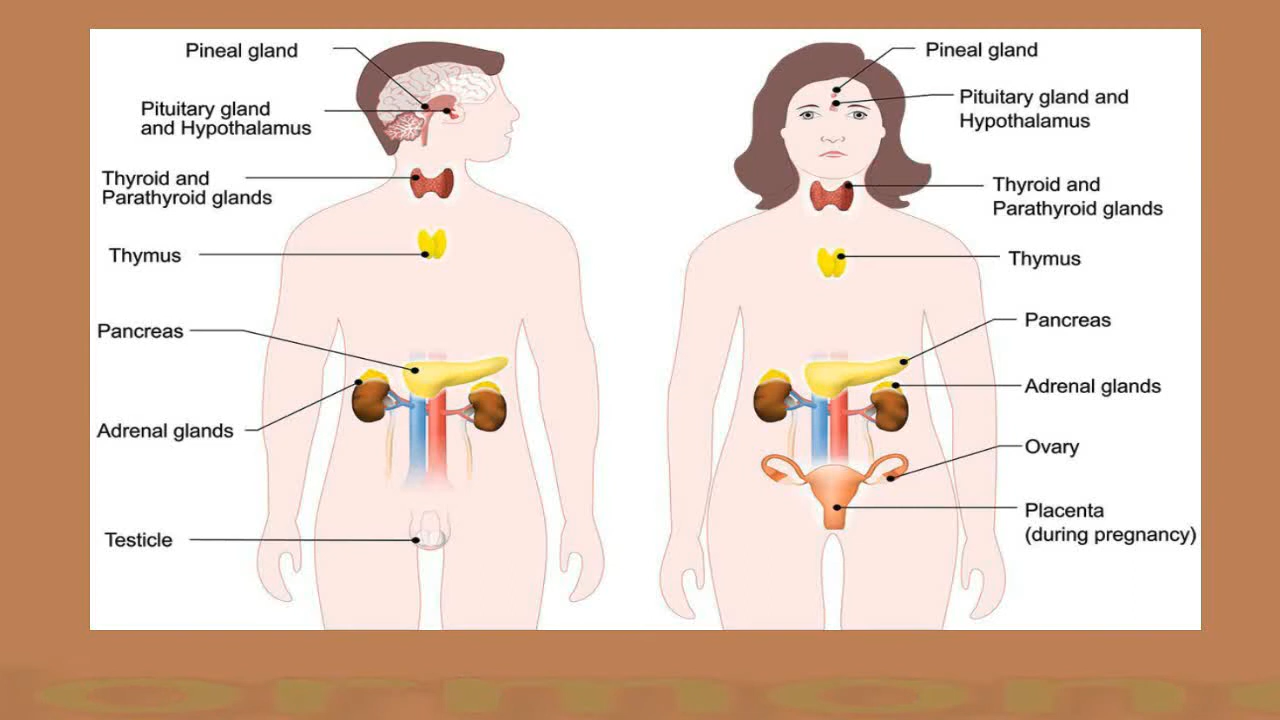 Pineal gland
Pituitary gland
and Hypothalamus
Thyroid and
Parathyroid glands
Thymus
Pancreas
Adrenal glands
Testicle
Pineal gland
Pituitary gland and
Hypothalamus
Thyroid and
Parathyroid glands
Thymus
Pancreas
Adrenal glands
Ovary
Placenta
(during pregnancy)
ormon